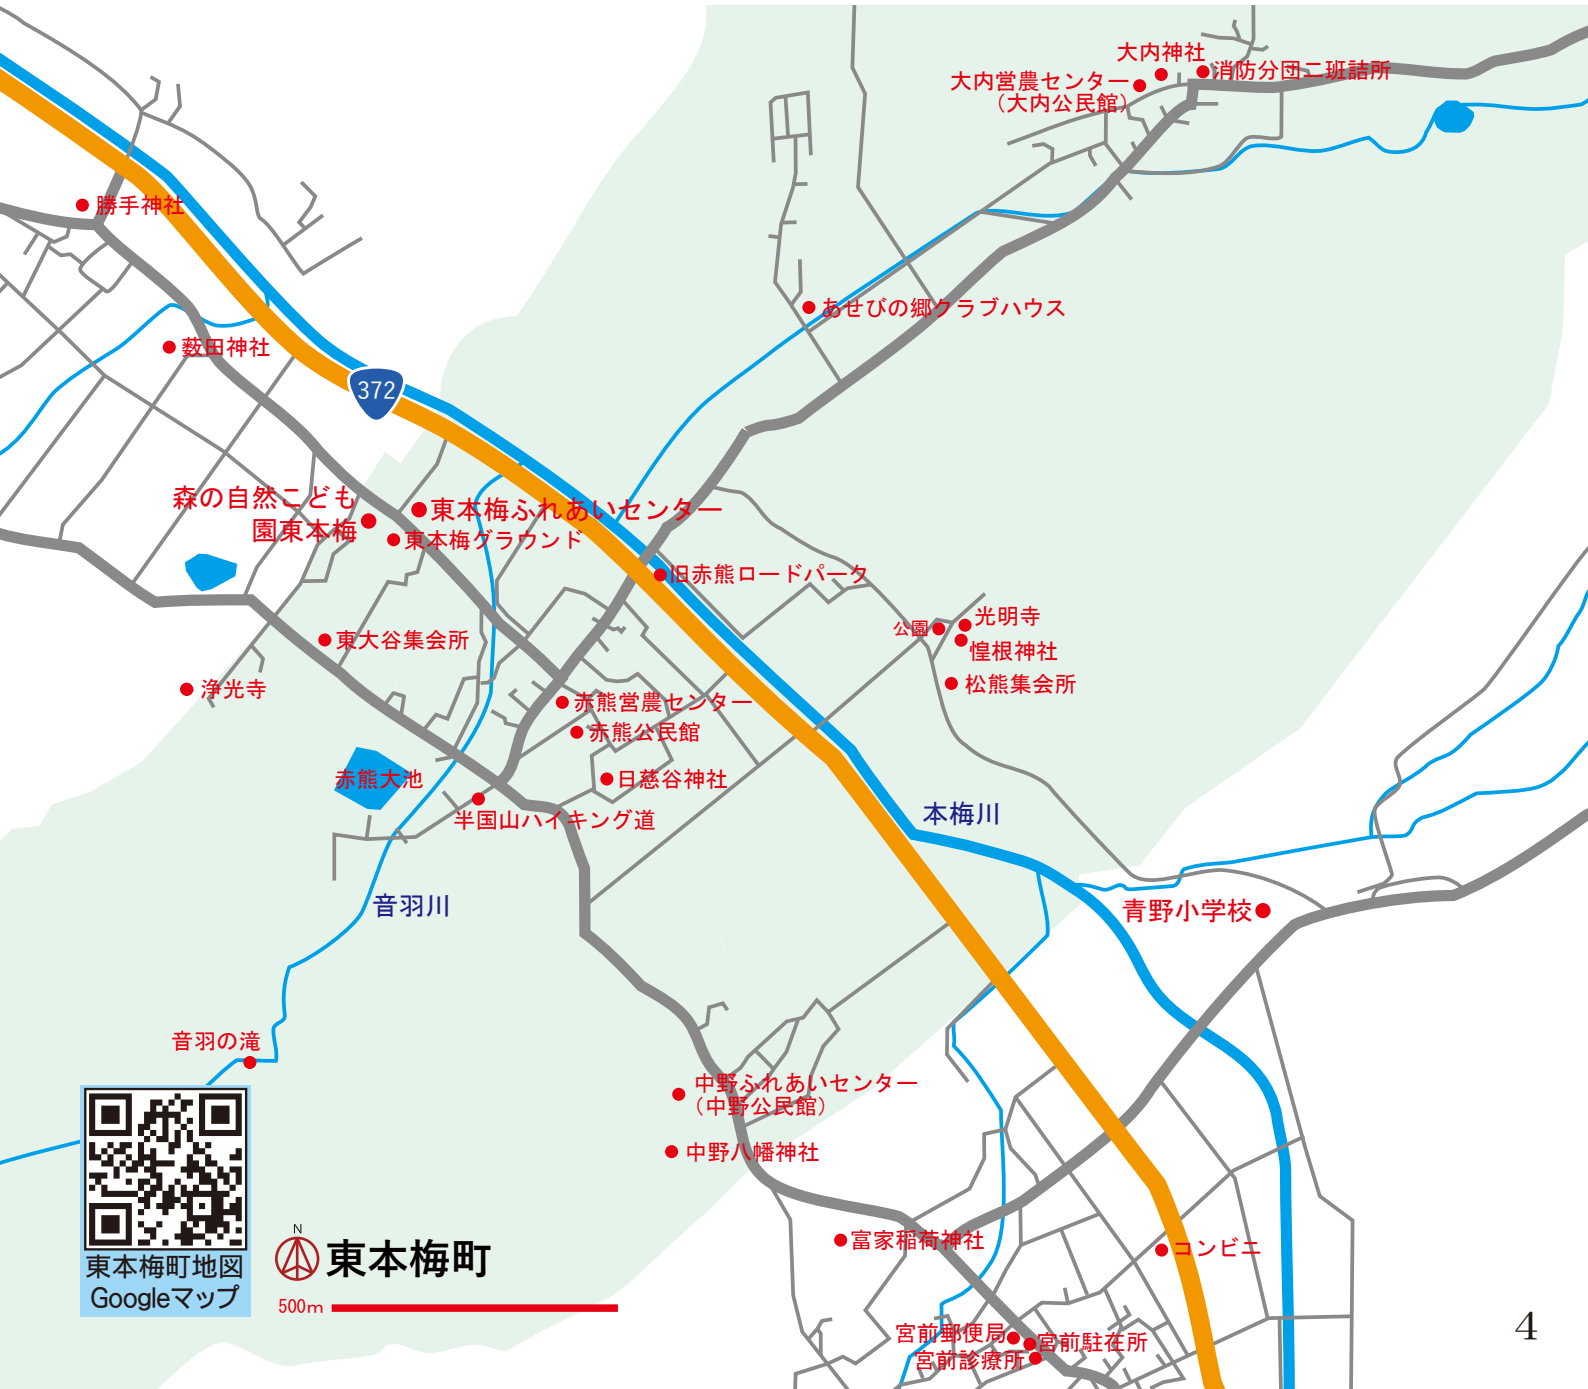 大内神社
消防分団二班詰所
大内営農センター
（大内公民館）
勝手神社
あせびの郷クラブハウス
薮田神社
372
森の自然こども
園東本梅
東本梅ふれあいセンター
東本梅グラウンド
旧赤熊ロードパーク
公園
光明寺
惶根神社
松熊集会所
東大谷集会所
浄光寺
赤熊営農センター
赤熊公民館
赤熊大池
日慈谷神社
半国山ハイキング道
本梅川
音羽川
青野小学校
音羽の滝
中野ふれあいセンター
（中野公民館）
中野八幡神社
富家稲荷神社
コンビニ
宮前郵便局
宮前駐在所
宮前診療所
東本梅町地図
Googleマップ
N
東本梅町
500m
4